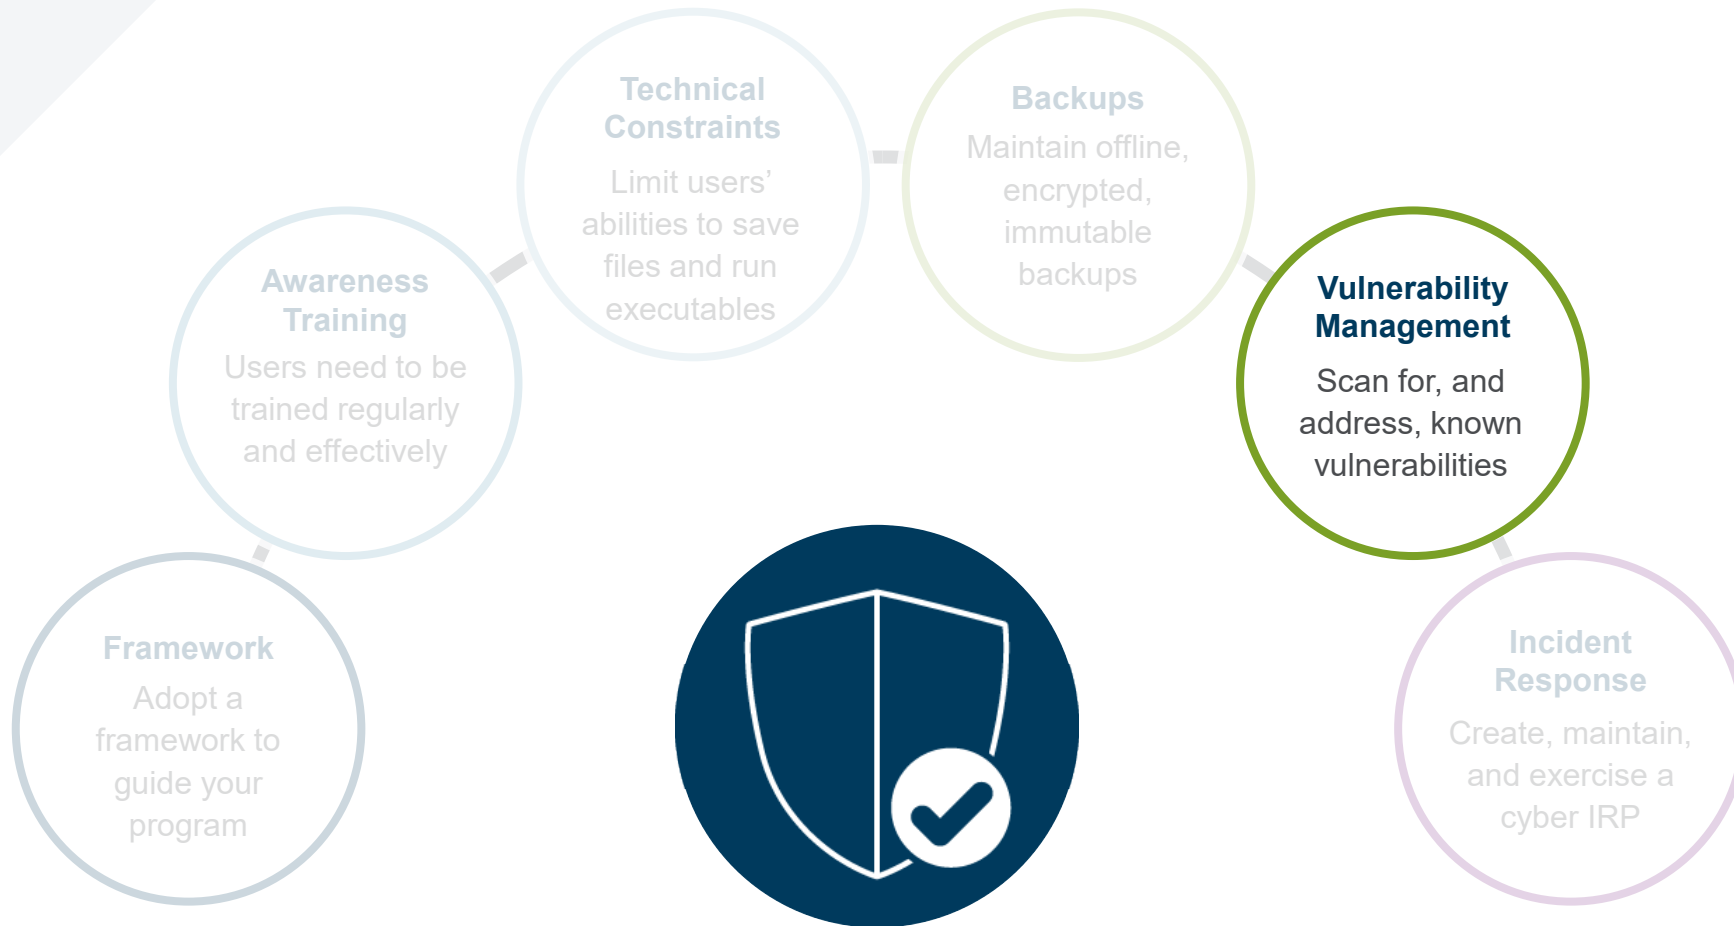 Framework
Adopt a
framework to
guide your
program
Awareness
Training
Users need to be
trained regularly
and effectively
Technical
Constraints
Limit users’
abilities to save
files and run
executables
Backups
Maintain offline,
encrypted,
immutable
backups
Vulnerability
Management
Scan for, and
address, known
vulnerabilities
Incident
Response
Create, maintain,
and exercise a
cyber IRP